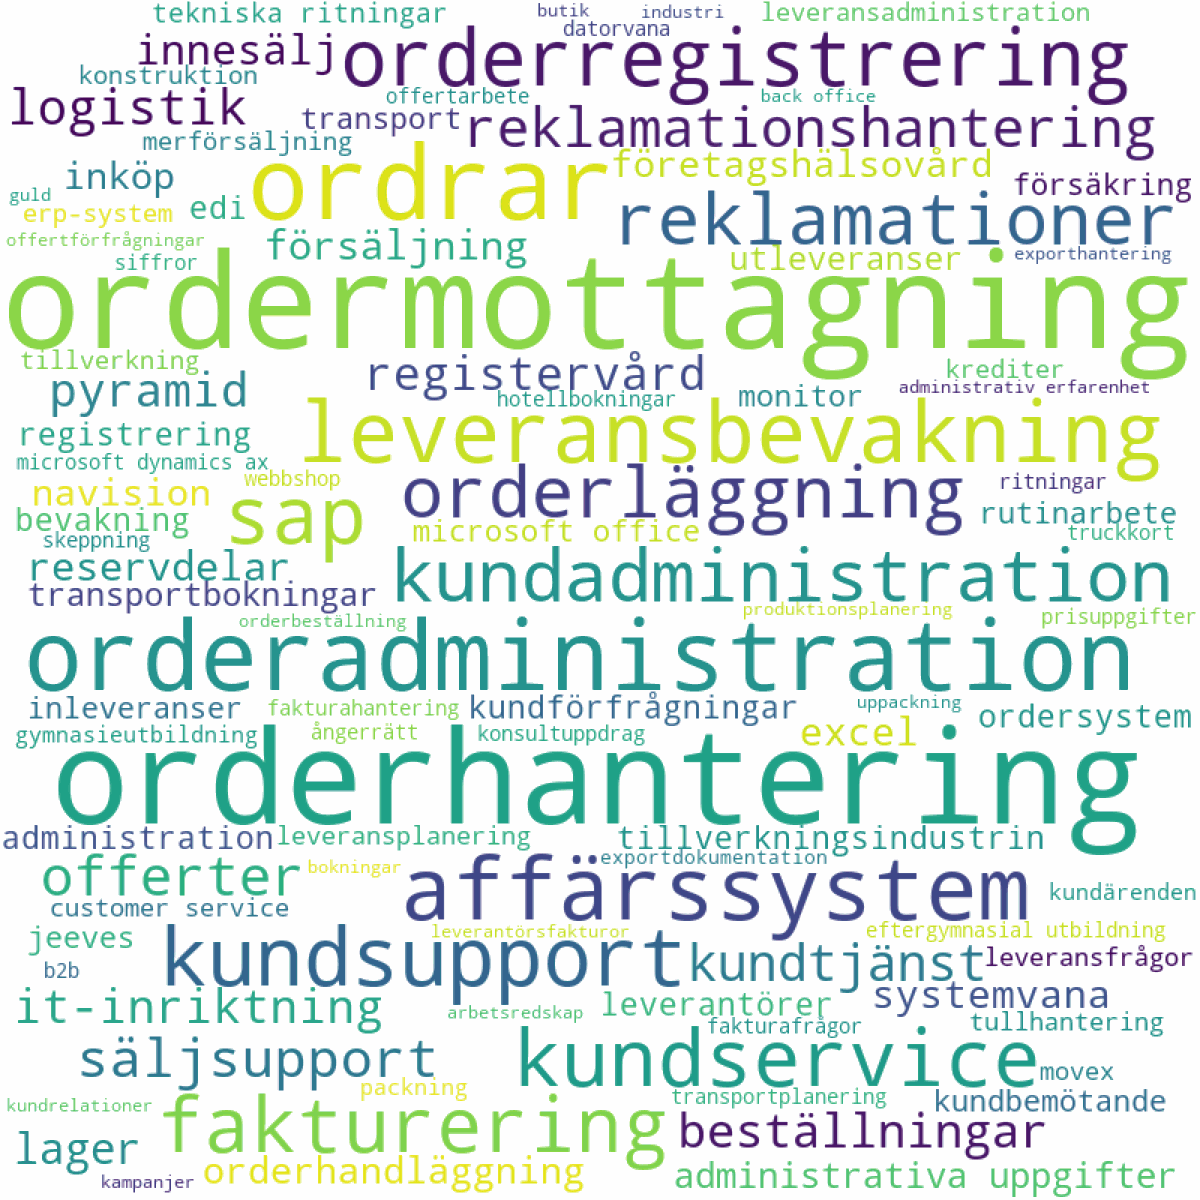 tekniska ritningar
butik
industri
leveransadministration
datorvana
innesälj
orderregistrering
konstruktion
logistik
offertarbete
back office
transport
reklamationshantering
merförsäljning
ordrar
företagshälsovård
inköp
försäkring
guld
edi
reklamationer
erp-system
offertförfrågningar
försäljning
utleveranser
exporthantering
siffror
ordermottagning
tillverkning
registervård
krediter
pyramid
monitor
administrativ erfarenhet
hotellbokningar
leveransbevakning
registrering
microsoft dynamics ax
webbshop
orderläggning
ritningar
navision
sap
rutinarbete
bevakning
microsoft office
truckkort
skeppning
reservdelar
kundadministration
transportbokningar
produktionsplanering
orderbeställning
prisuppgifter
orderadministration
inleveranser
fakturahantering
kundförfrågningar
uppackning
ordersystem
gymnasieutbildning
ångerrätt
konsultuppdrag
excel
orderhantering
administration
leveransplanering
tillverkningsindustrin
exportdokumentation
offerter
bokningar
affärssystem
kundärenden
customer service
jeeves
kundsupport
leverantörsfakturor
eftergymnasial utbildning
b2b
kundtjänst
leveransfrågor
it-inriktning
leverantörer
systemvana
arbetsredskap
fakturafrågor
tullhantering
säljsupport
kundservice
movex
packning
transportplanering
kundrelationer
fakturering
kundbemötande
lager
beställningar
orderhandläggning
administrativa uppgifter
kampanjer